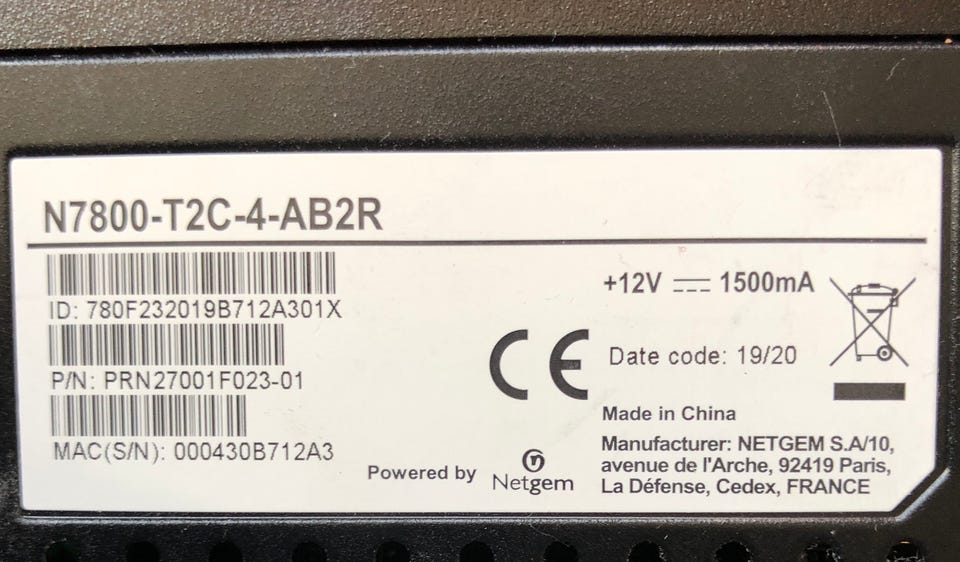 N7800-T2C-4-AB2R
ID: 780F232019B712A301X
P/N: PRN27001F023-01
MAC(S/N): 000430B712A3
+12V 1500mA
CE
Date code: 19/20
Made in China
Manufacturer: NETGEM S.A/10,
avenue de l'Arche, 92419 Paris,
La Défense, Cedex, FRANCE
Powered by Netgem